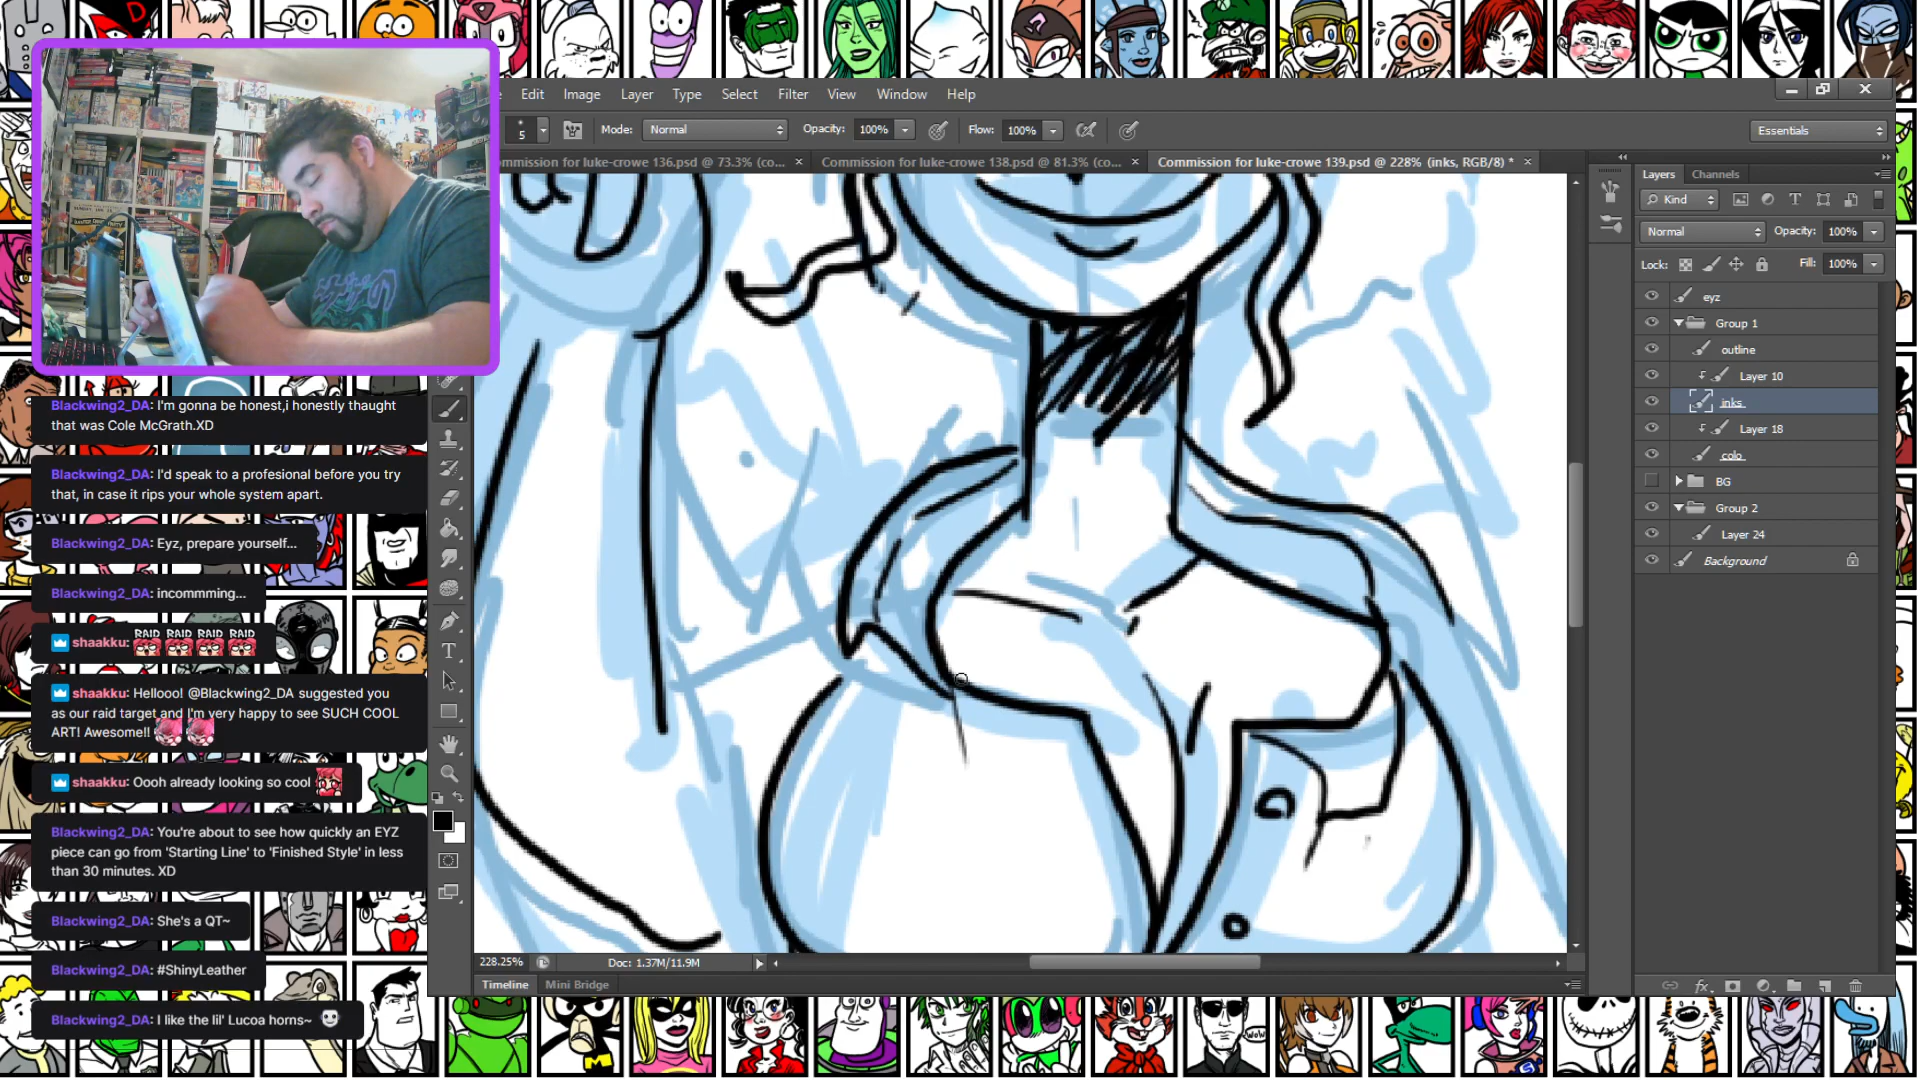 Edit Image Layer Type Select Filter View Window Help
5 Mode: Normal Opacity: 100% Flow: 100% Essentials
ommission for luke-crowe 136.psd @ 73.3% (co... × Commission for luke-crowe 138.psd @ 81.3% (co... × Commission for luke-crowe 139.psd @ 228% (inks, RGB/8) * ×
Layers Channels
Kind
Normal Opacity: 100%
Lock: Fill: 100%
eyz
Group 1
outline
Layer 10
inks
Layer 18
colo
BG
Group 2
Layer 24
Background
Blackwing2_DA: I'm gonna be honest,i honestly thaught
that was Cole McGrath.XD
Blackwing2_DA: I'd speak to a profesional before you try
that, in case it rips your whole system apart.
Blackwing2_DA: Eyz, prepare yourself...
Blackwing2_DA: incommming...
shaakku: RAID RAID RAID RAID
shaakku: Hellooo! @Blackwing2_DA suggested you
as our raid target and I'm very happy to see SUCH COOL
ART! Awesome!!
shaakku: Oooh already looking so cool
Blackwing2_DA: You're about to see how quickly an EYZ
piece can go from 'Starting Line' to 'Finished Style' in less
than 30 minutes. XD
Blackwing2_DA: She's a QT~
Blackwing2_DA: #ShinyLeather
Blackwing2_DA: I like the lil' Lucoa horns~
228.25% Doc: 1.37M/11.9M
Timeline Mini Bridge
WOW